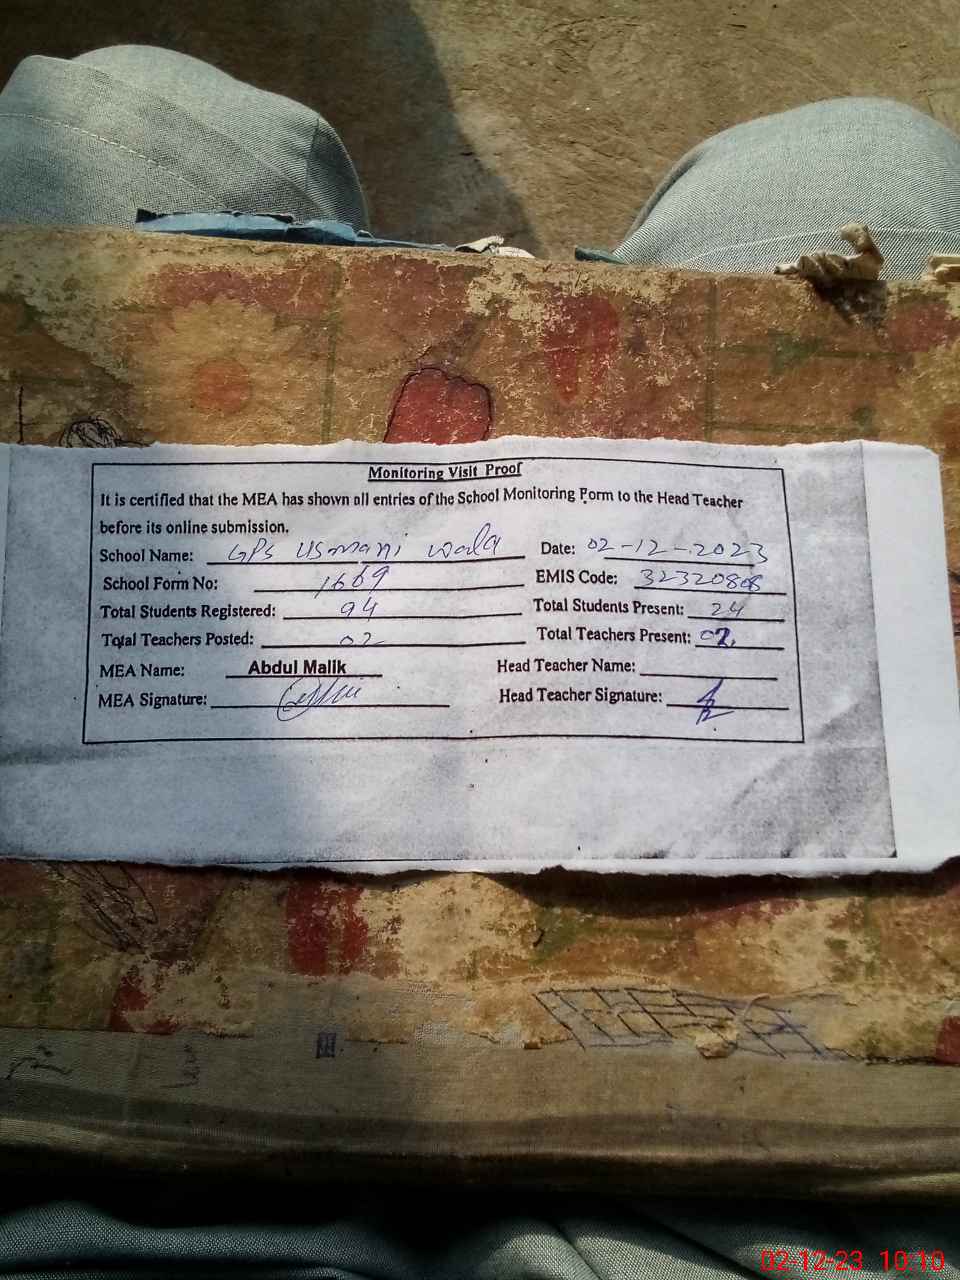 Monitoring Visit Proof
It is certified that the MEA has shown all entries of the School Monitoring Form to the Head Teacher
before its online submission.
School Name: GPS Usmani wala Date: 02-12-2023
School Form No: 1669 EMIS Code: 32320808
Total Students Registered: 94 Total Students Present: 24
Total Teachers Posted: 02 Total Teachers Present: 02
MEA Name: Abdul Malik Head Teacher Name:
MEA Signature: Head Teacher Signature:
02-12-23 10:10